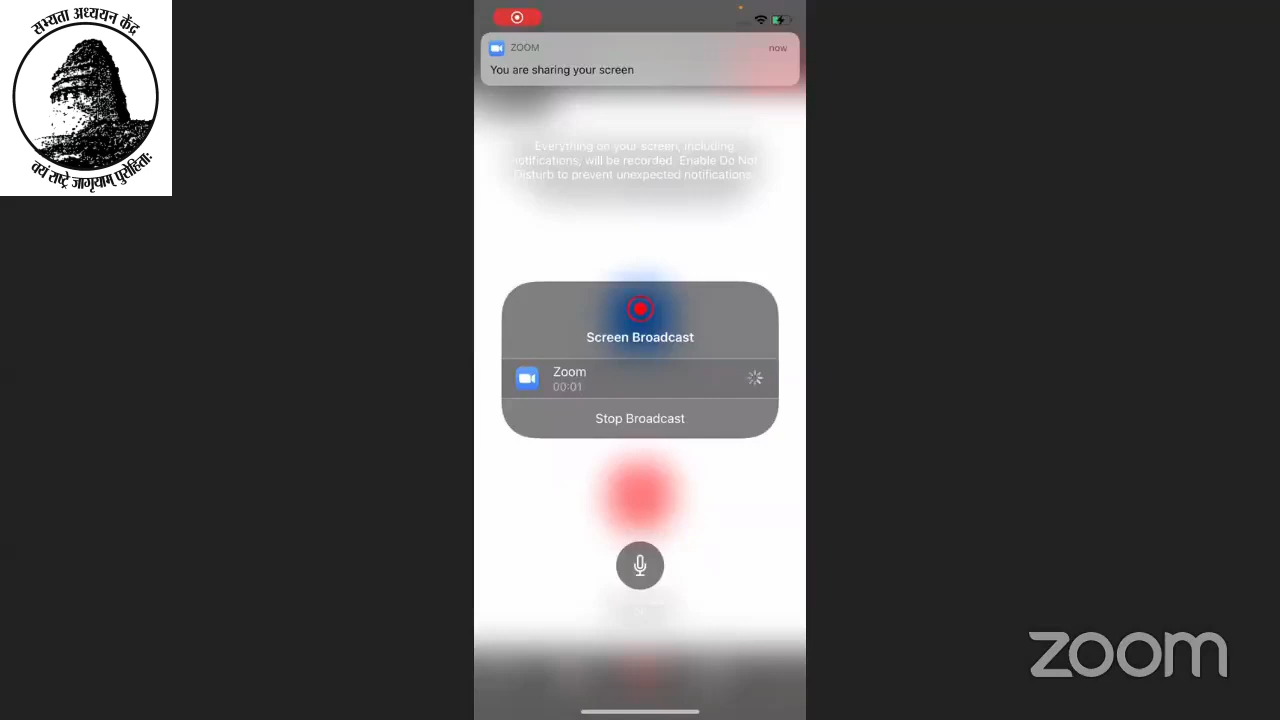 सभ्यता अध्ययन केंद्र
वयं राष्ट्रे जागृयाम् पुरोहिताः
ZOOM
now
You are sharing your screen
Everything on your screen, including
notifications, will be recorded. Enable Do Not
Disturb to prevent unexpected notifications.
Screen Broadcast
Zoom
00:01
Stop Broadcast
zoom